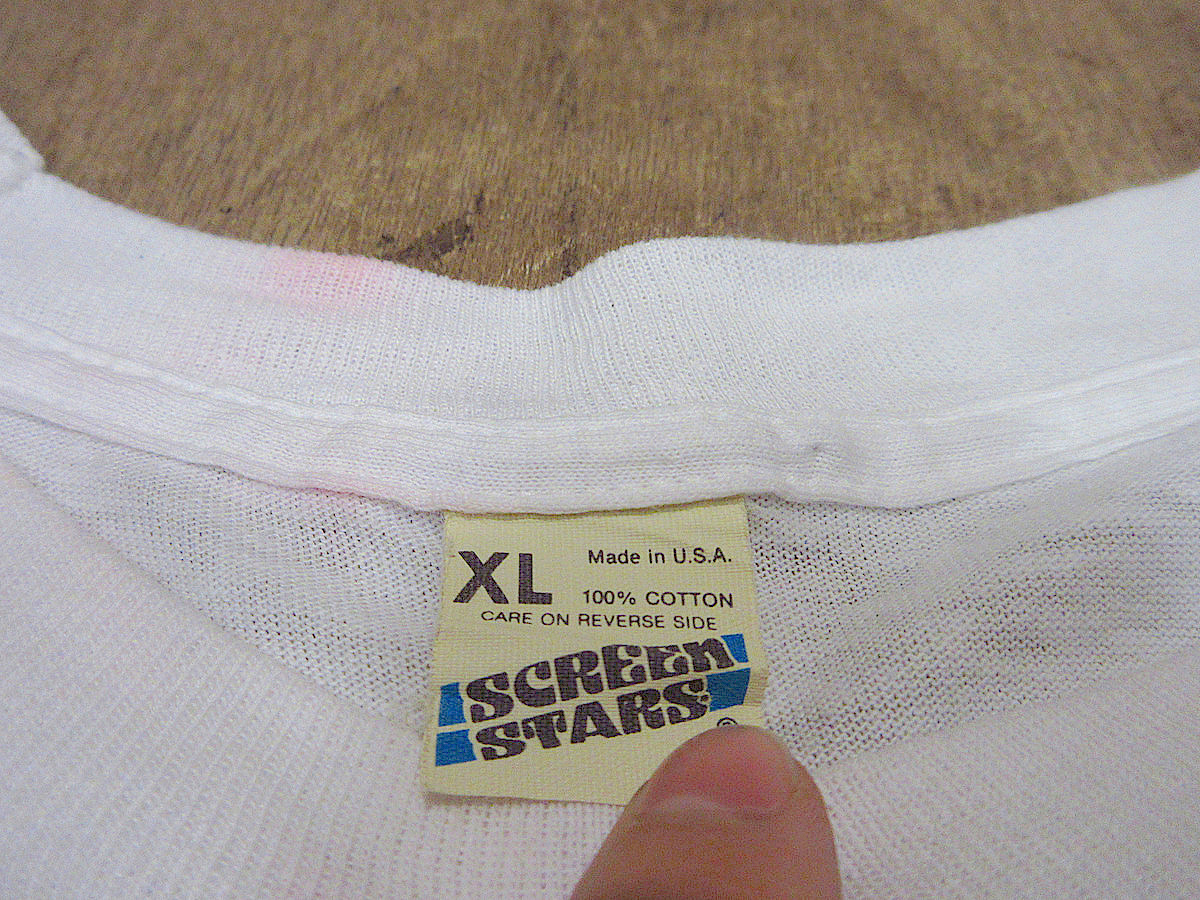 XL
Made in U.S.A.
100% COTTON
CARE ON REVERSE SIDE
SCREEn
STARS
®